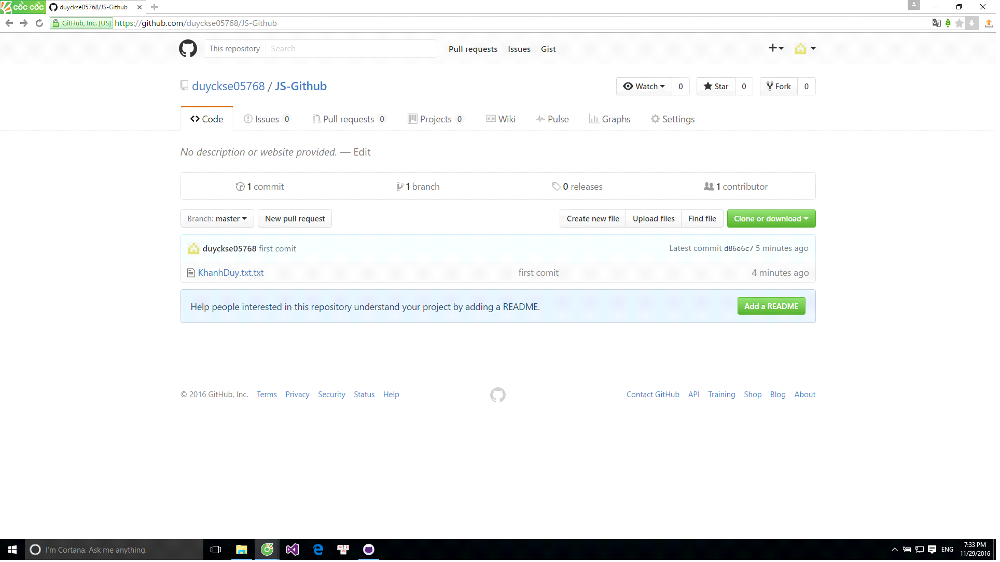 cốc cốc duyckse05768/JS-Github
GitHub, Inc. [US] https://github.com/duyckse05768/JS-Github
This repository Search Pull requests Issues Gist
duyckse05768 / JS-Github Watch 0 Star 0 Fork 0
Code Issues 0 Pull requests 0 Projects 0 Wiki Pulse Graphs Settings
No description or website provided. — Edit
1 commit 1 branch 0 releases 1 contributor
Branch: master New pull request Create new file Upload files Find file Clone or download
duyckse05768 first comit Latest commit d86e6c7 5 minutes ago
KhanhDuy.txt.txt first comit 4 minutes ago
Help people interested in this repository understand your project by adding a README. Add a README
© 2016 GitHub, Inc. Terms Privacy Security Status Help Contact GitHub API Training Shop Blog About
I'm Cortana. Ask me anything. ENG 7:33 PM
11/29/2016